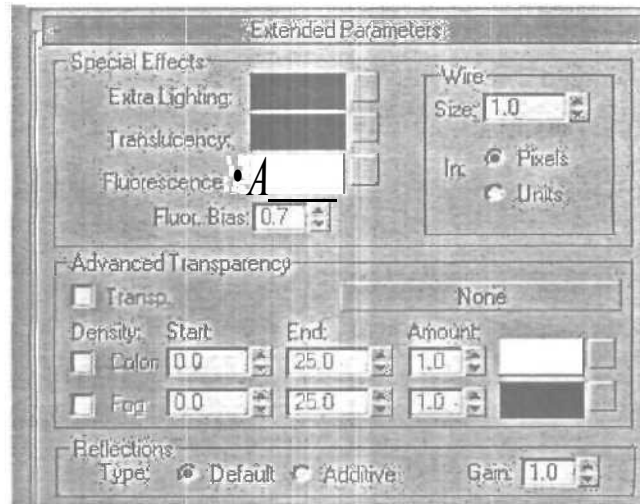 Extended Parameters
Special Effects
Extra Lighting:
Translucency:
Fluorescence • A
Fluor. Bias: 0.7
Wire
Size: 1.0
In: Pixels
Units
Advanced Transparency
Transp. None
Density: Start: End: Amount:
Color 0.0 25.0 1.0
Fog 0.0 25.0 1.0
Reflections
Type: Default Additive Gain: 1.0